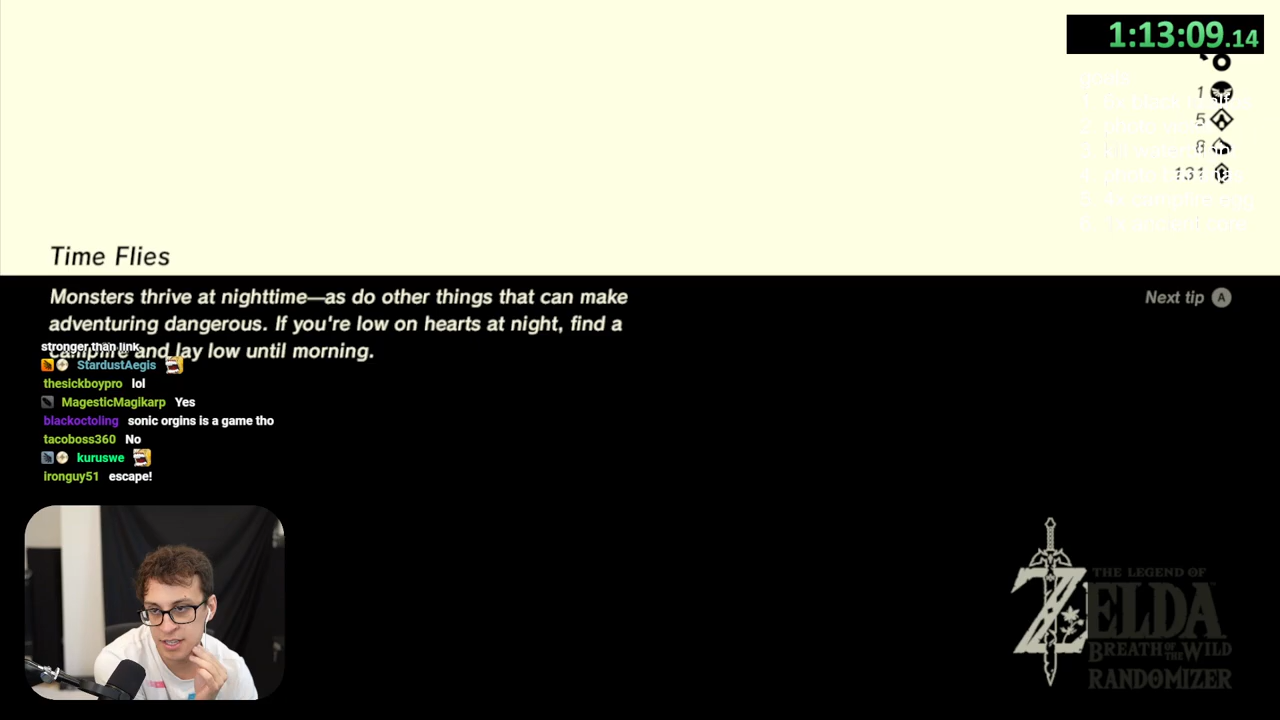 1:13:09.14
1
5
8
131
Time Flies
Monsters thrive at nighttime—as do other things that can make
adventuring dangerous. If you're low on hearts at night, find a
campfire and lay low until morning.
Next tip A
stronger than link
StardustAegis
thesickboypro lol
MagesticMagikarp Yes
blackoctoling sonic orgins is a game tho
tacoboss360 No
kuruswe
ironguy51 escape!
THE LEGEND OF
ZELDA
BREATH OF THE WILD
RANDOMIZER